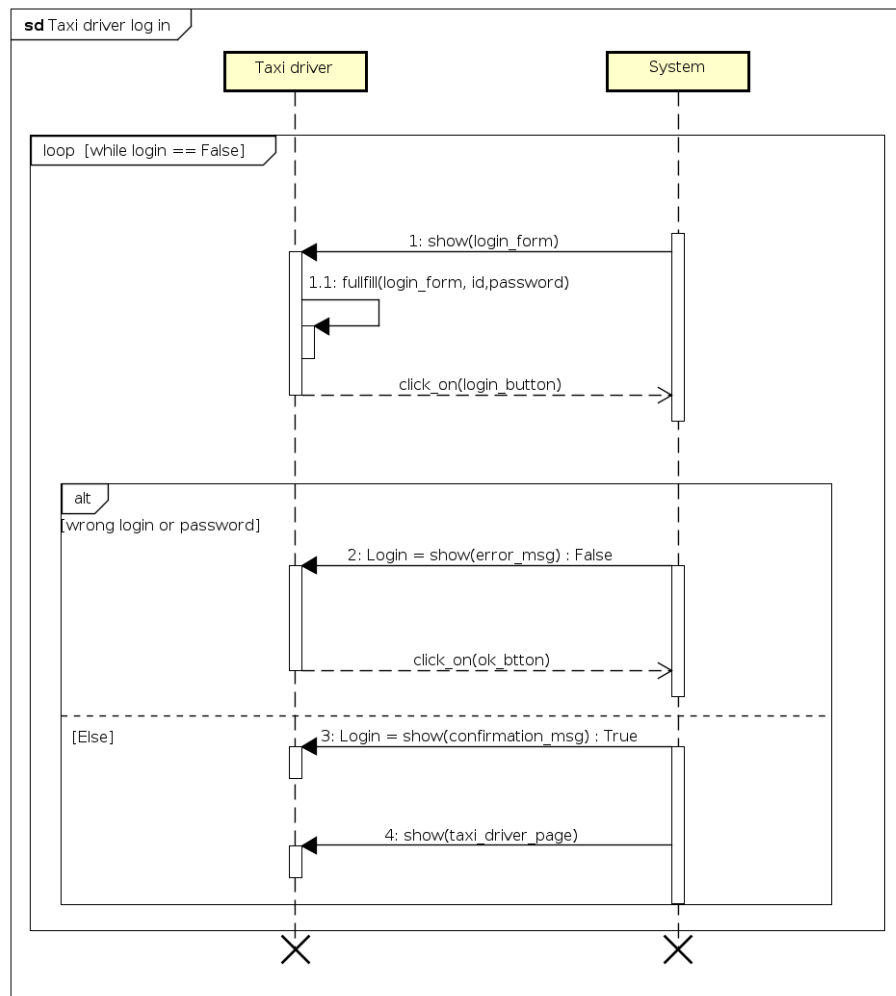 sd Taxi driver log in
Taxi driver
System
loop [while login == False]
1: show(login_form)
1.1: fullfill(login_form, id,password)
click_on(login_button)
alt
[wrong login or password]
2: Login = show(error_msg) : False
click_on(ok_btton)
[Else]
3: Login = show(confirmation_msg) : True
4: show(taxi_driver_page)